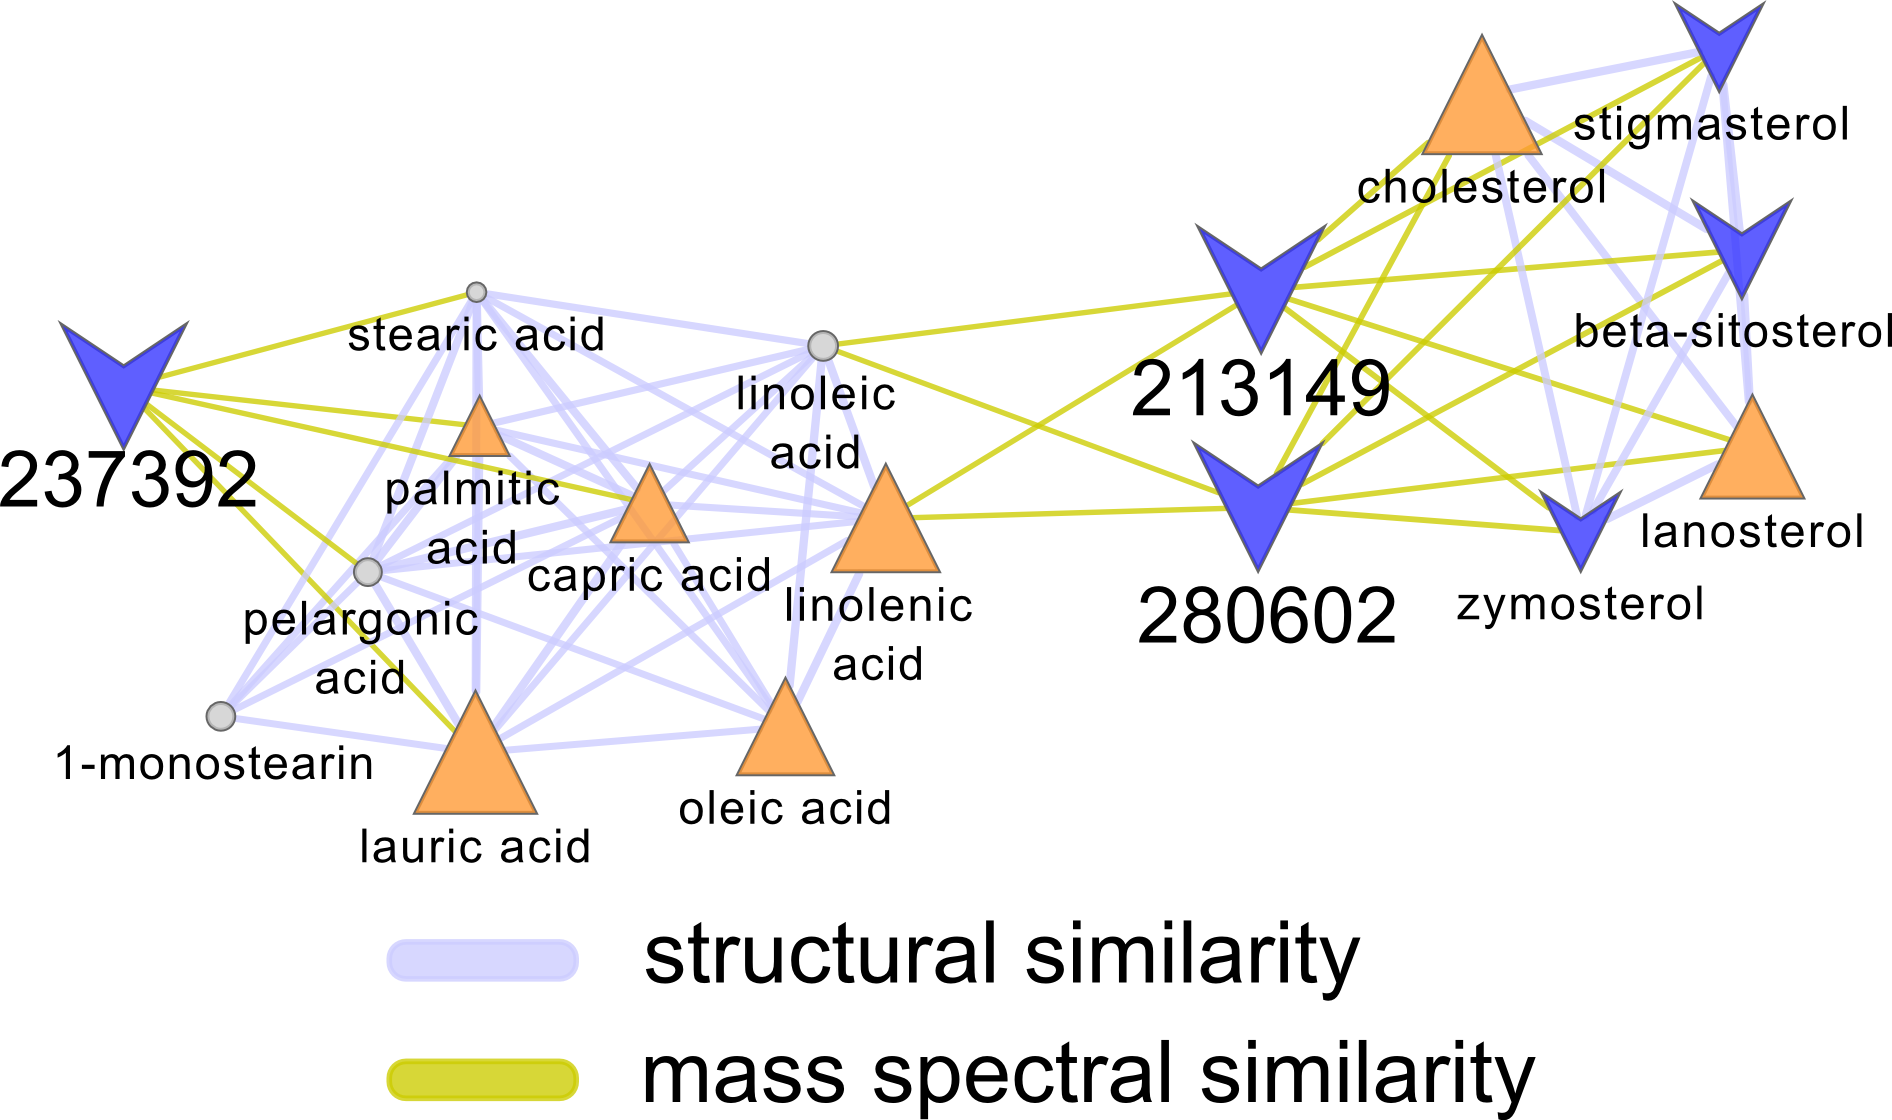 stigmasterol
cholesterol
stearic acid
beta-sitosterol
linoleic
acid
213149
237392
palmitic
acid
capric acid
lanosterol
linolenic
acid
280602
zymosterol
pelargonic
acid
1-monostearin
oleic acid
lauric acid
structural similarity
mass spectral similarity